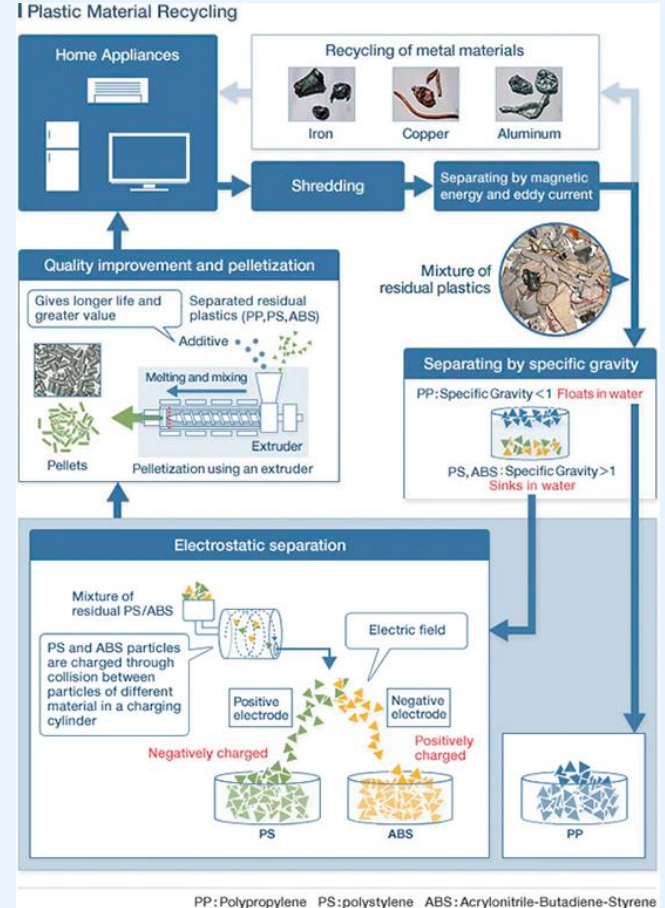 Plastic Material Recycling
Home Appliances
Recycling of metal materials
Iron
Copper
Aluminum
Shredding
Separating by magnetic
energy and eddy current
Mixture of
residual plastics
Quality improvement and pelletization
Gives longer life and
greater value
Separated residual
plastics (PP,PS,ABS)
Additive
Melting and mixing
Extruder
Pellets
Pelletization using an extruder
Separating by specific gravity
PP:Specific Gravity<1 Floats in water
PS, ABS:Specific Gravity>1
Sinks in water
Electrostatic separation
Mixture of
residual PS/ABS
PS and ABS particles
are charged through
collision between
particles of different
material in a charging
cylinder
Electric field
Positive
electrode
Negative
electrode
Negatively charged
Positively
charged
PS
ABS
PP
PP:Polypropylene PS:polystylene ABS:Acrylonitrile-Butadiene-Styrene